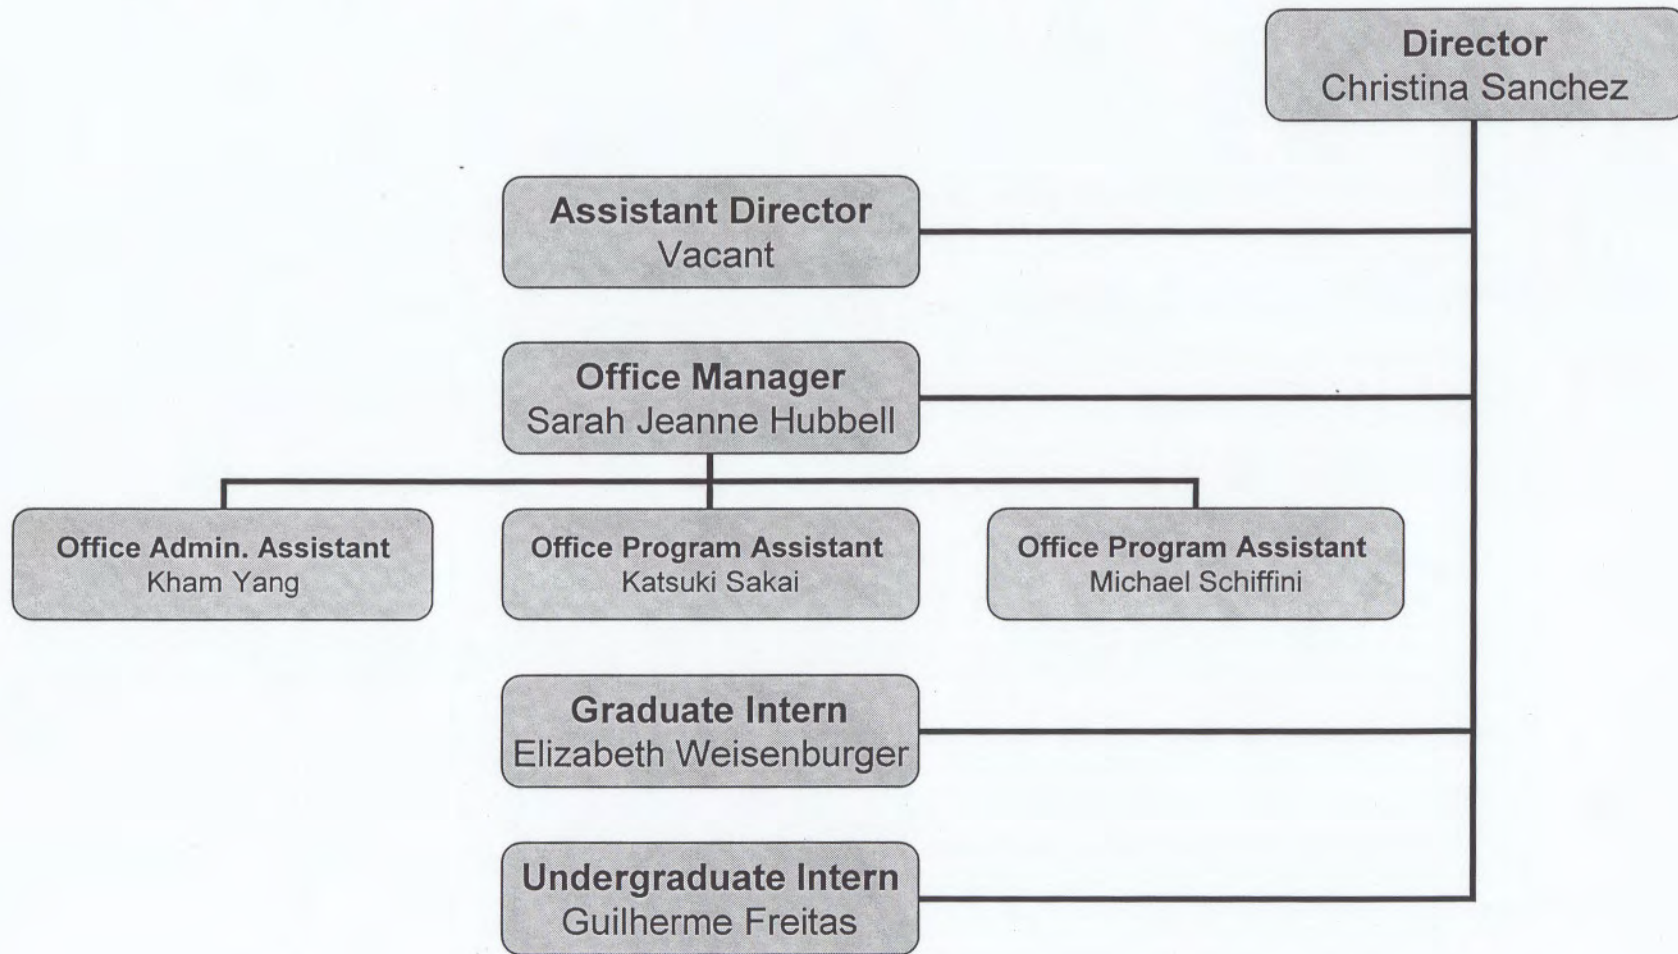 Director
Christina Sanchez
Assistant Director
Vacant
Office Manager
Sarah Jeanne Hubbell
Office Admin. Assistant
Kham Yang
Office Program Assistant
Katsuki Sakai
Office Program Assistant
Michael Schiffini
Graduate Intern
Elizabeth Weisenburger
Undergraduate Intern
Guilherme Freitas